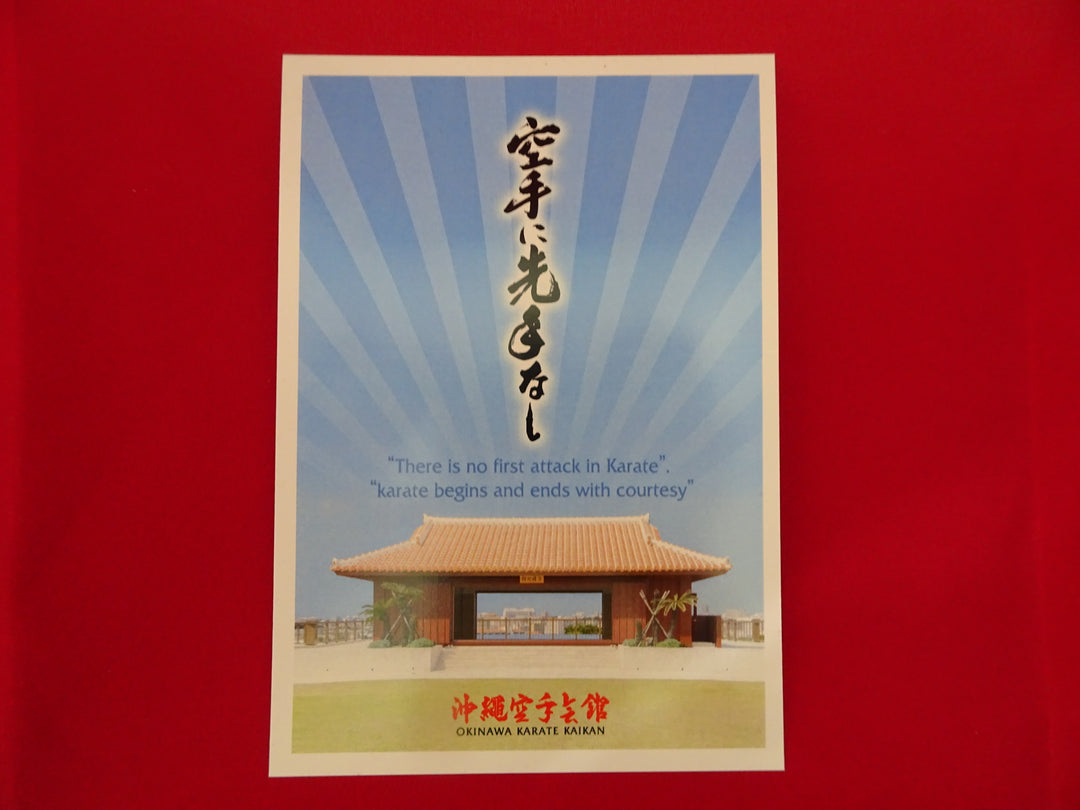 空手に先手なし
“There is no first attack in Karate”.
“karate begins and ends with courtesy”
沖縄空手会館
OKINAWA KARATE KAIKAN